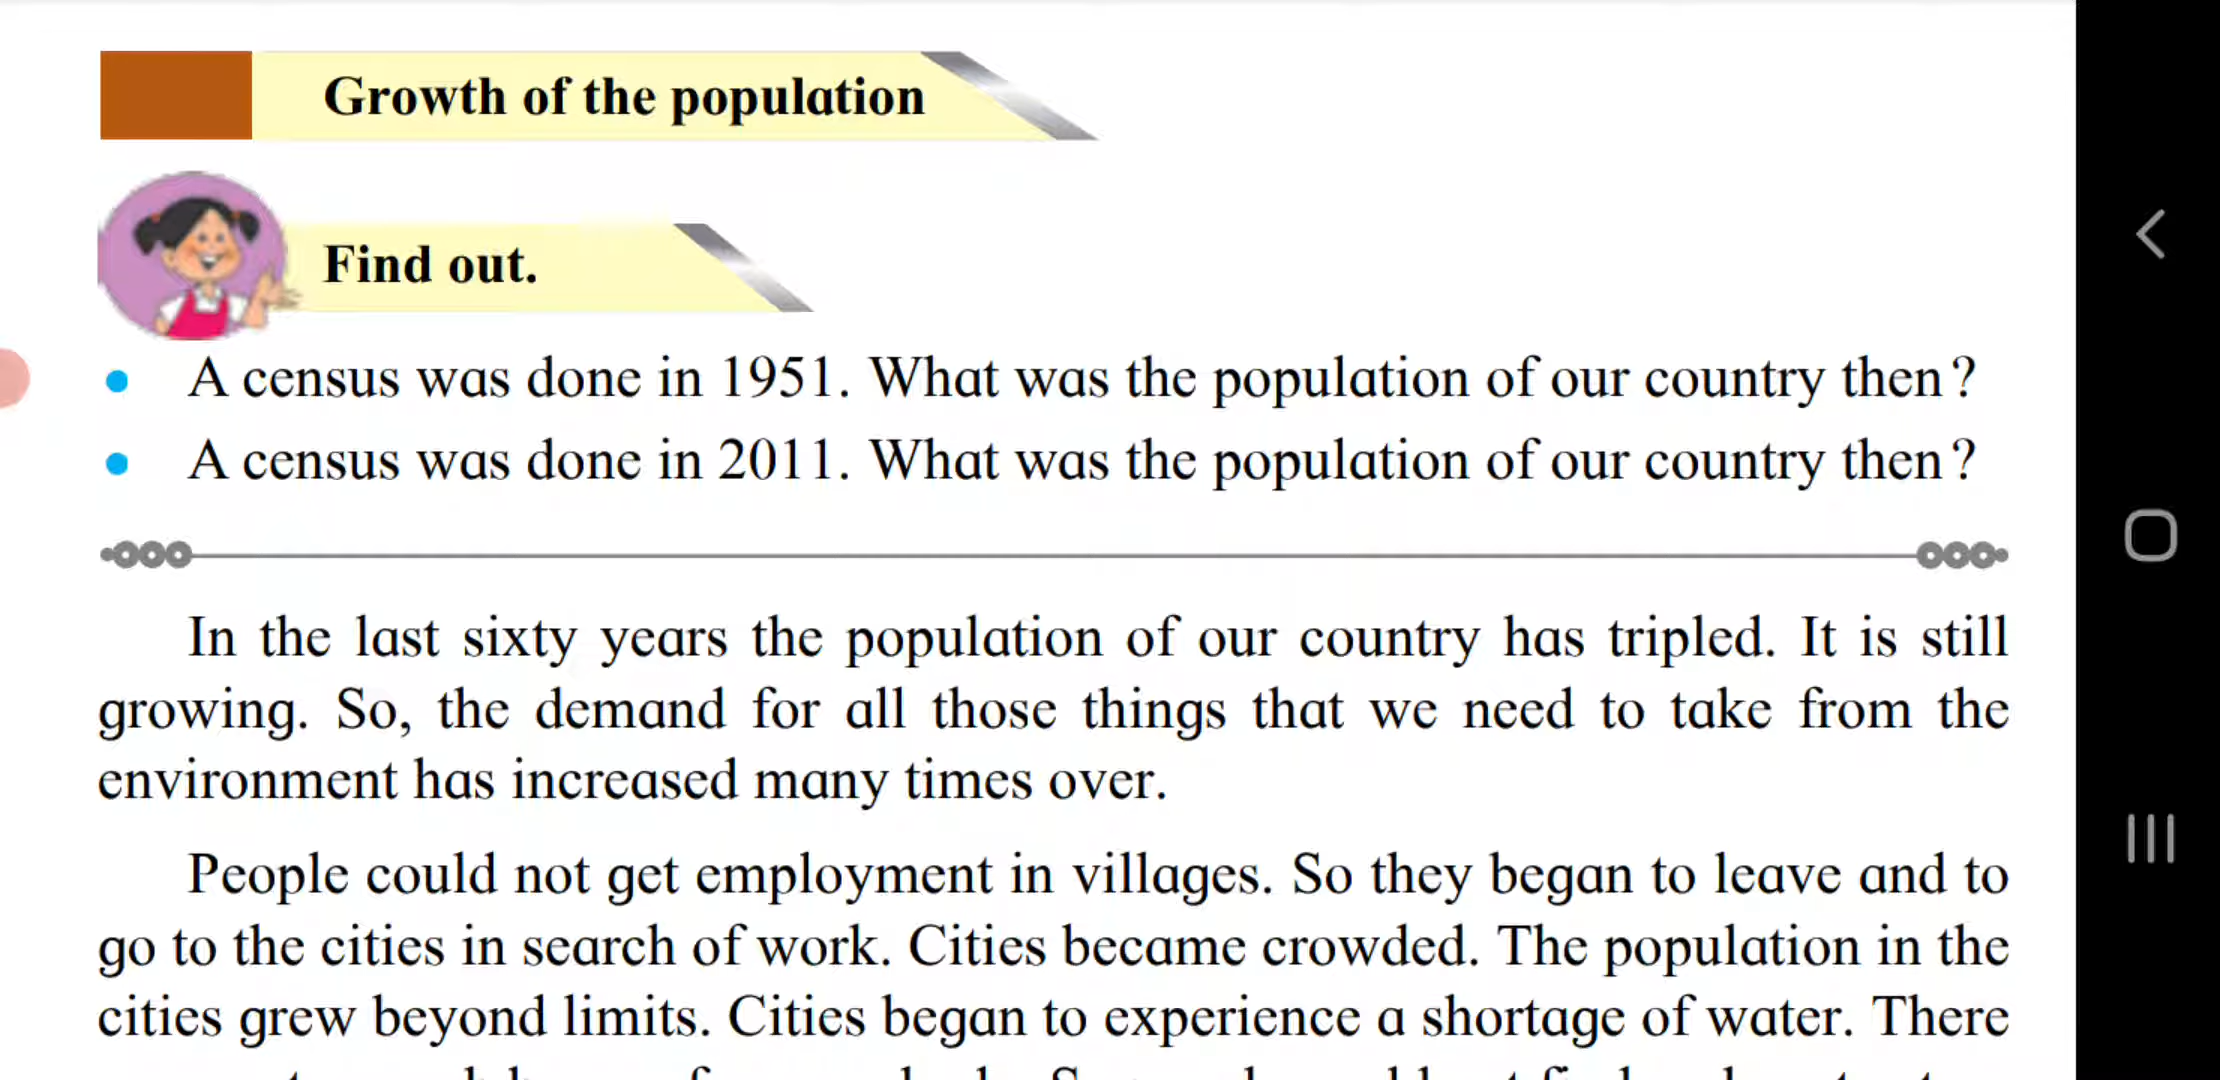 Growth of the population
Find out.
• A census was done in 1951. What was the population of our country then?
• A census was done in 2011. What was the population of our country then?
In the last sixty years the population of our country has tripled. It is still
growing. So, the demand for all those things that we need to take from the
environment has increased many times over.
People could not get employment in villages. So they began to leave and to
go to the cities in search of work. Cities became crowded. The population in the
cities grew beyond limits. Cities began to experience a shortage of water. There